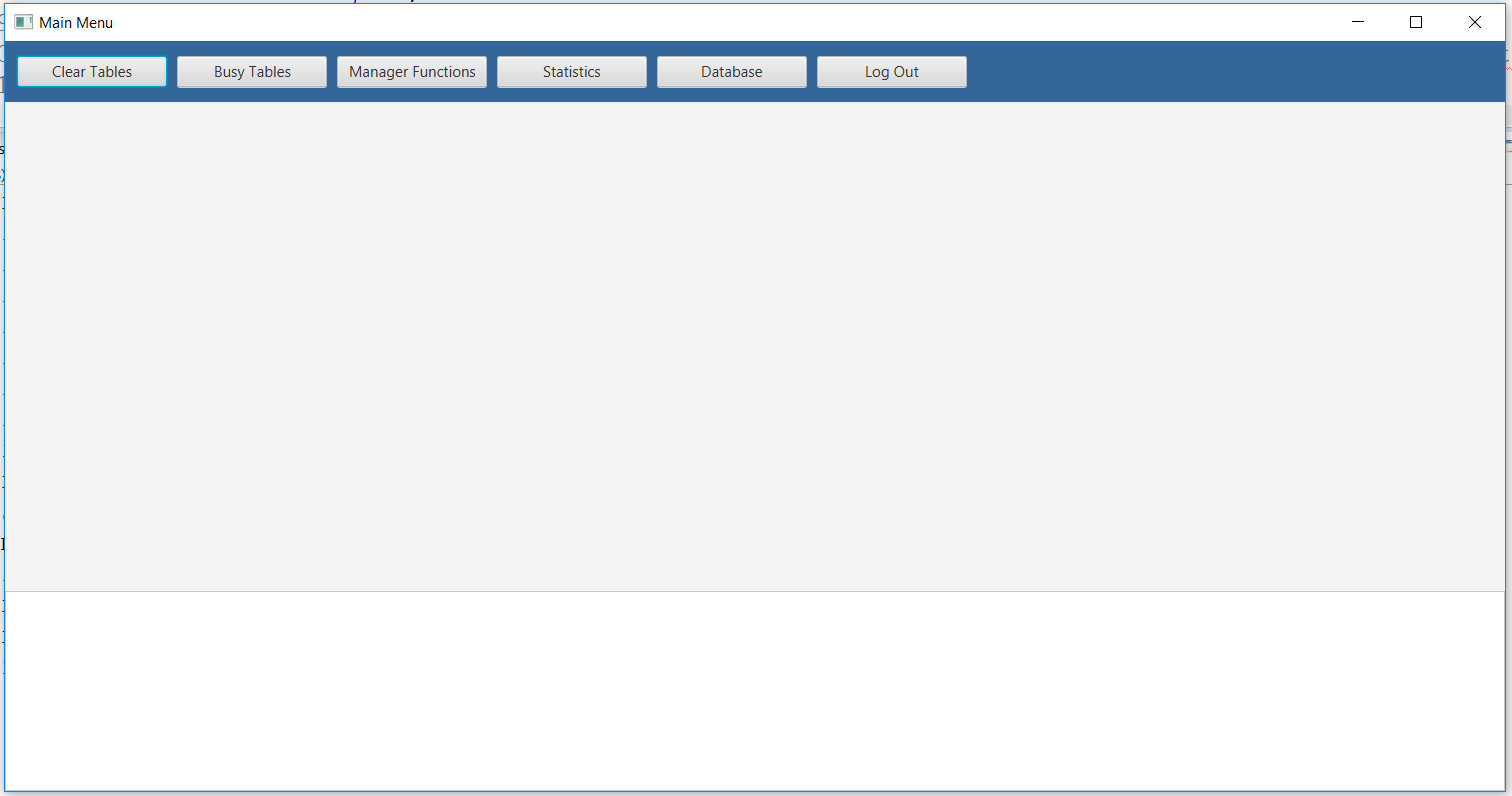 Main Menu
Clear Tables Busy Tables Manager Functions Statistics Database Log Out